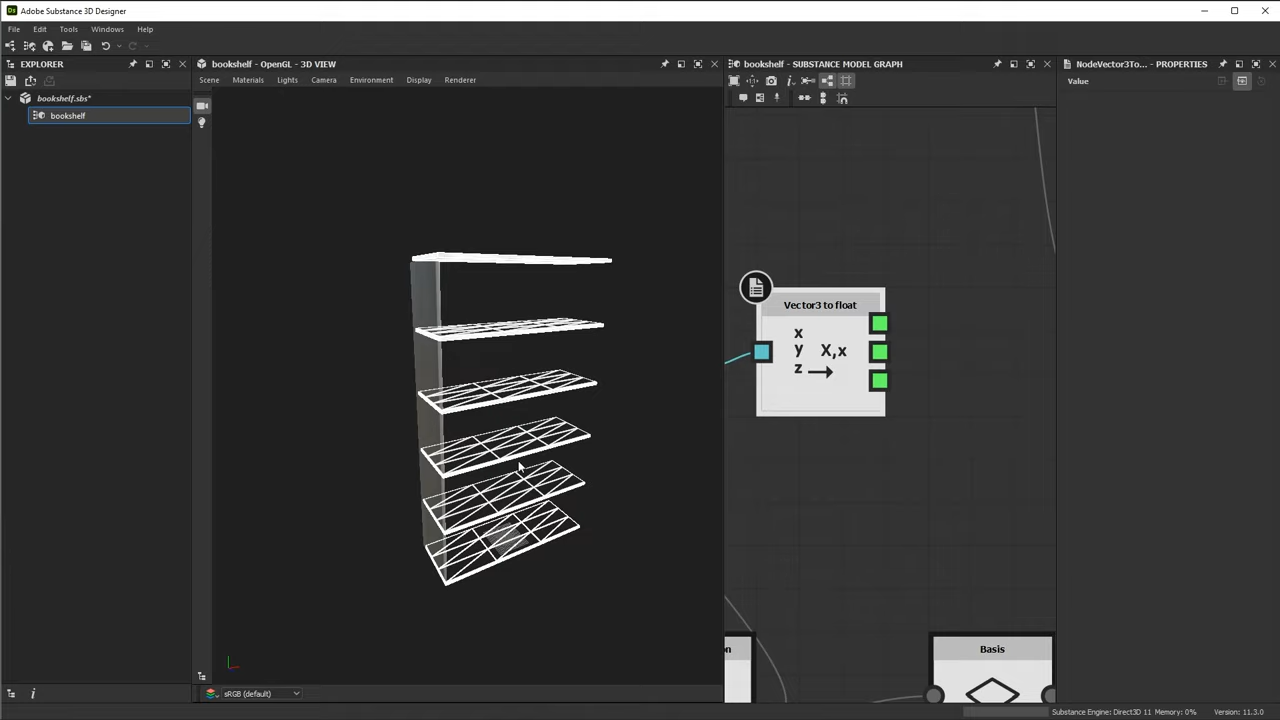 Ds Adobe Substance 3D Designer
File Edit Tools Windows Help
EXPLORER
bookshelf.sbs*
bookshelf
bookshelf - OpenGL - 3D VIEW
Scene Materials Lights Camera Environment Display Renderer
sRGB (default)
bookshelf - SUBSTANCE MODEL GRAPH
Vector3 to float
x
y X,x
z
n
Basis
NodeVector3To... - PROPERTIES
Value
Substance Engine: Direct3D 11 Memory: 0% Version: 11.3.0